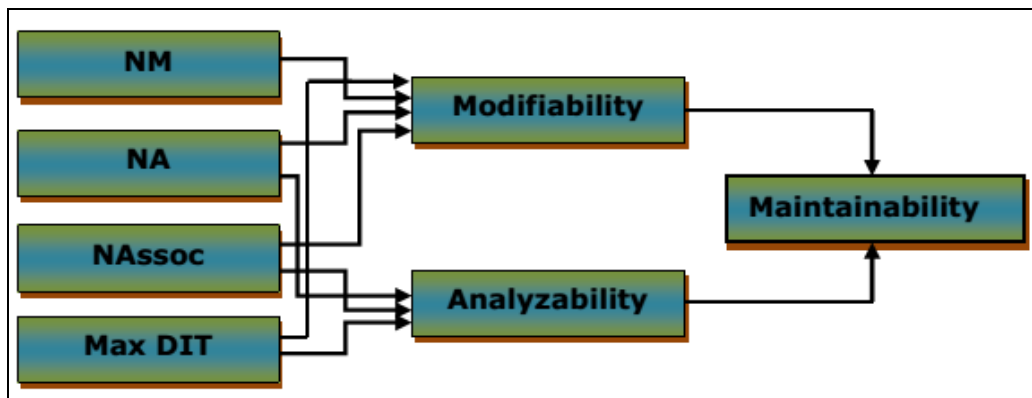 NM
NA
NAssoc
Max DIT
Modifiability
Analyzability
Maintainability